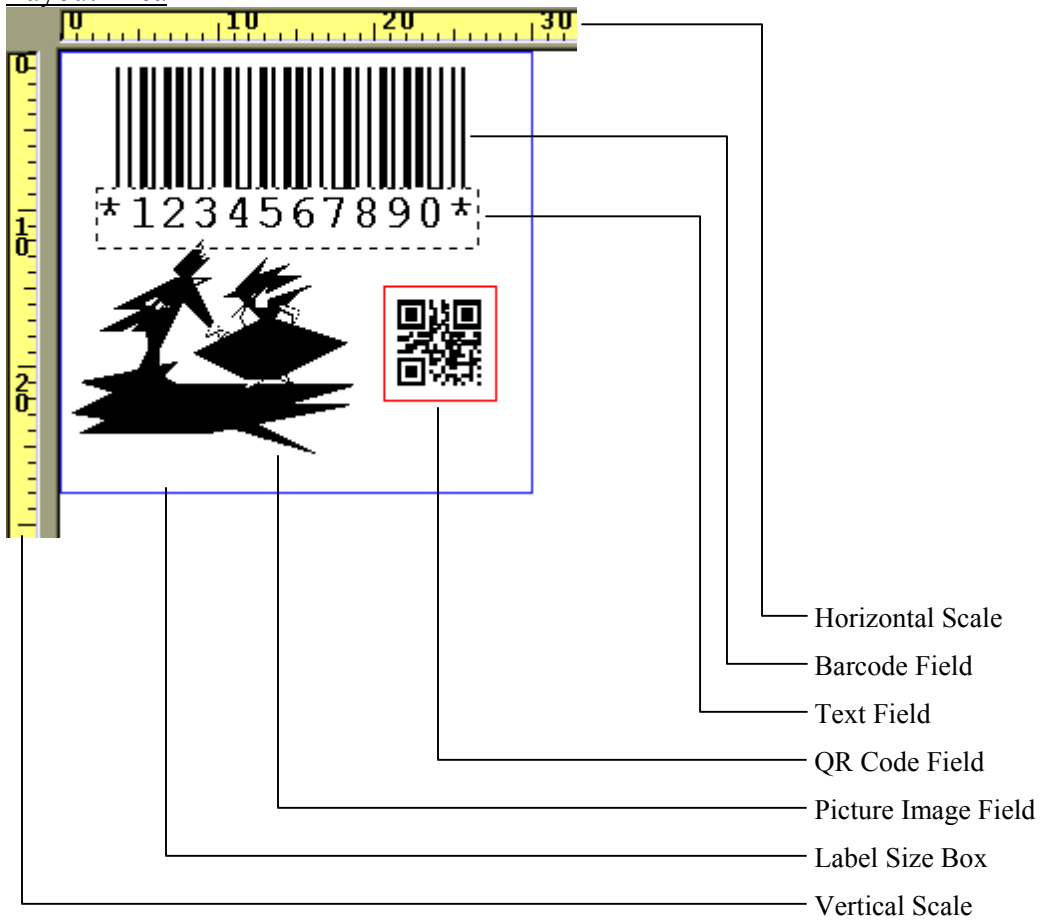 0 10 20 30
0
*1234567890*
10
20
Horizontal Scale
Barcode Field
Text Field
QR Code Field
Picture Image Field
Label Size Box
Vertical Scale